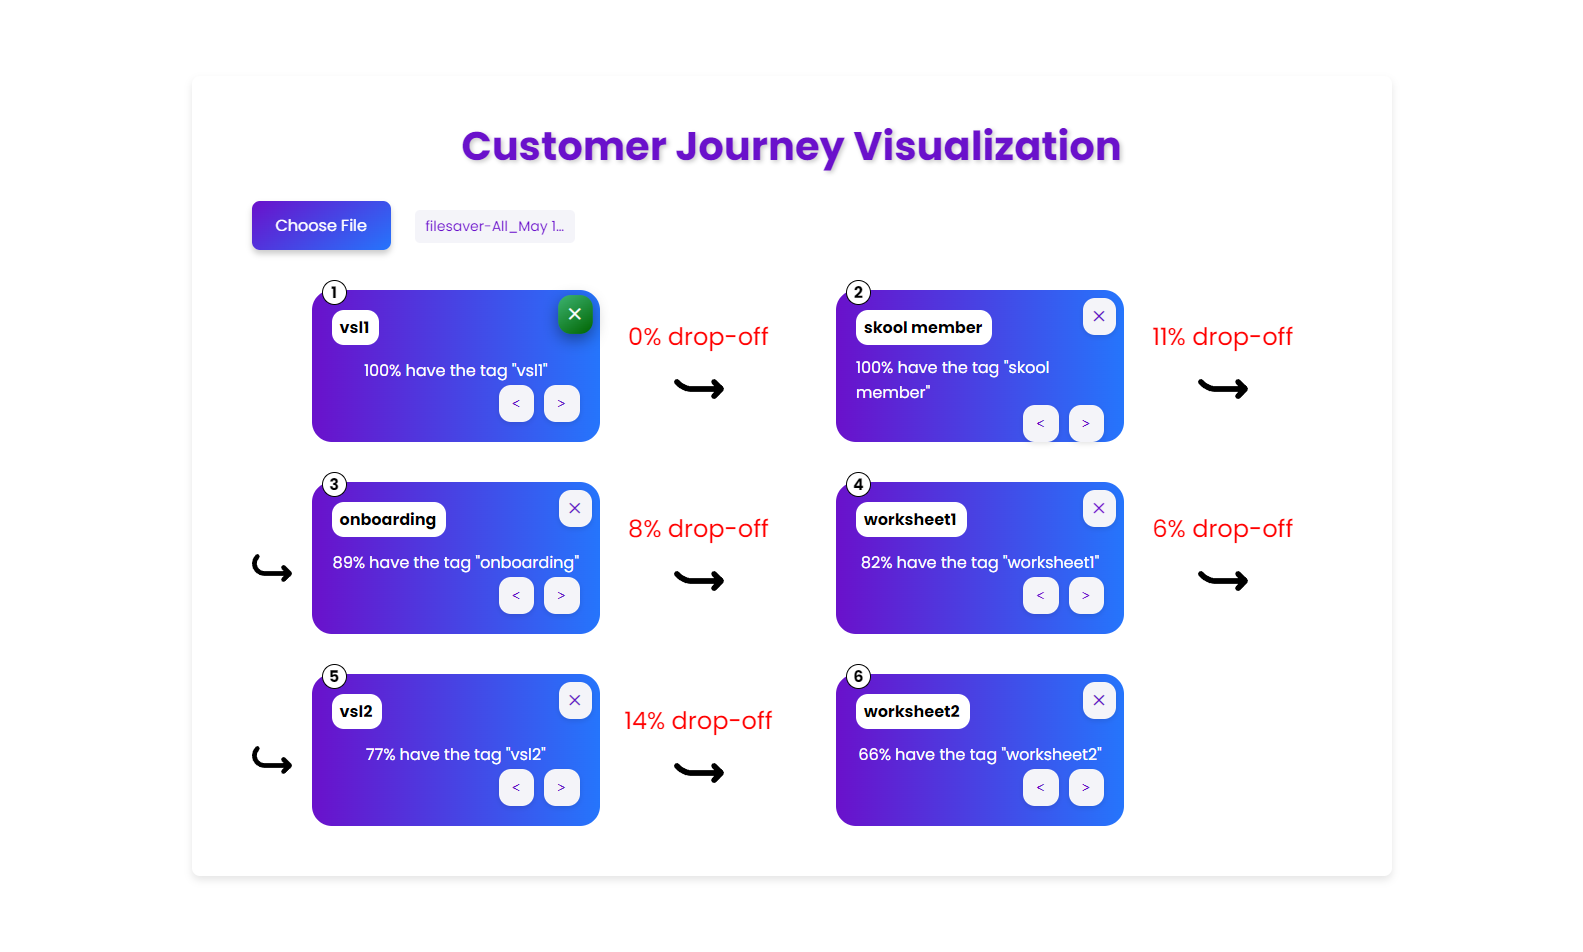 Customer Journey Visualization
Choose File
filesaver-All_May 1...
1
vsl1
×
100% have the tag "vsl1"
< >
0% drop-off
2
skool member
×
100% have the tag "skool
member"
< >
11% drop-off
3
onboarding
×
89% have the tag "onboarding"
< >
8% drop-off
4
worksheet1
×
82% have the tag "worksheet1"
< >
6% drop-off
5
vsl2
×
77% have the tag "vsl2"
< >
14% drop-off
6
worksheet2
×
66% have the tag "worksheet2"
< >